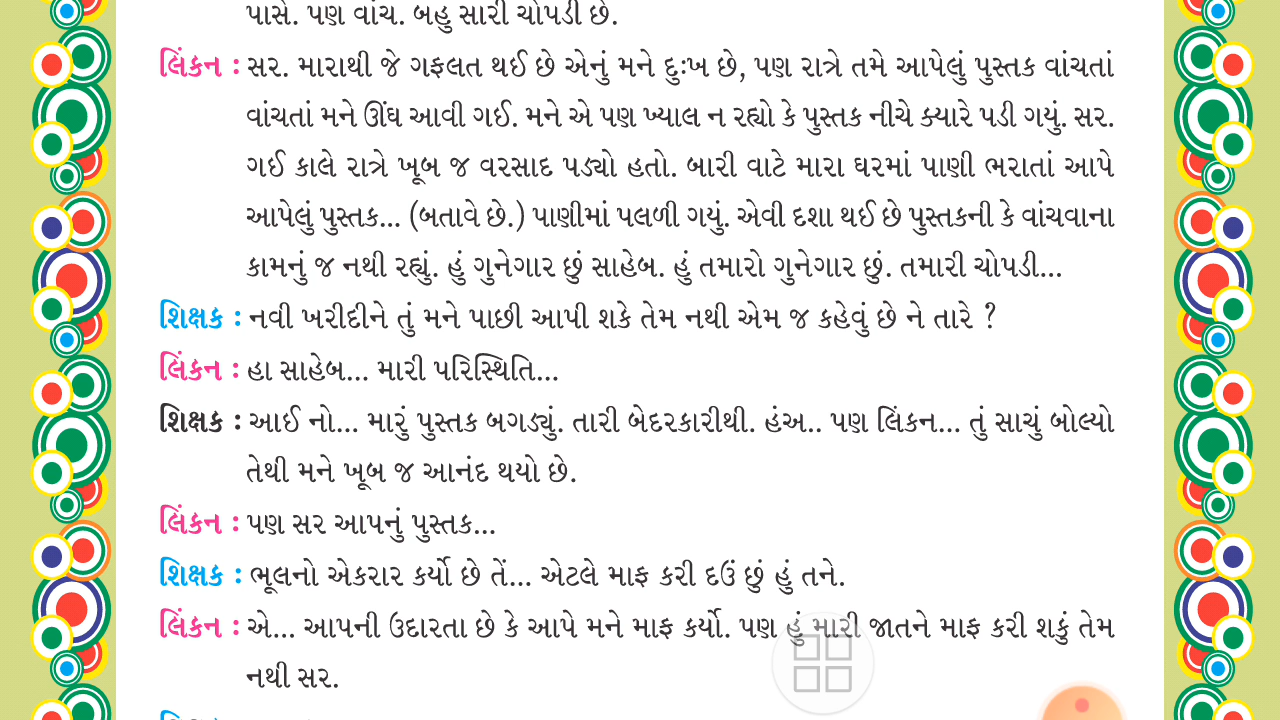 પાસે. પણ વાંચ. બહુ સારી ચોપડી છે.
લિંકન : સર. મારાથી જે ગફલત થઈ છે એનું મને દુઃખ છે, પણ રાત્રે તમે આપેલું પુસ્તક વાંચતાં
વાંચતાં મને ઊંઘ આવી ગઈ. મને એ પણ ખ્યાલ ન રહ્યો કે પુસ્તક નીચે ક્યારે પડી ગયું. સર.
ગઈ કાલે રાત્રે ખૂબ જ વરસાદ પડ્યો હતો. બારી વાટે મારા ઘરમાં પાણી ભરાતાં આપે
આપેલું પુસ્તક... (બતાવે છે.) પાણીમાં પલળી ગયું. એવી દશા થઈ છે પુસ્તકની કે વાંચવાના
કામનું જ નથી રહ્યું. હું ગુનેગાર છું સાહેબ. હું તમારો ગુનેગાર છું. તમારી ચોપડી...
શિક્ષક : નવી ખરીદીને તું મને પાછી આપી શકે તેમ નથી એમ જ કહેવું છે ને તારે ?
લિંકન : હા સાહેબ... મારી પરિસ્થિતિ...
શિક્ષક : આઈ નો... મારું પુસ્તક બગડ્યું. તારી બેદરકારીથી. હંઅ.. પણ લિંકન... તું સાચું બોલ્યો
તેથી મને ખૂબ જ આનંદ થયો છે.
લિંકન : પણ સર આપનું પુસ્તક...
શિક્ષક : ભૂલનો એકરાર કર્યો છે તેં... એટલે માફ કરી દઉં છું હું તને.
લિંકન : એ... આપની ઉદારતા છે કે આપે મને માફ કર્યો. પણ હું મારી જાતને માફ કરી શકું તેમ
નથી સર.